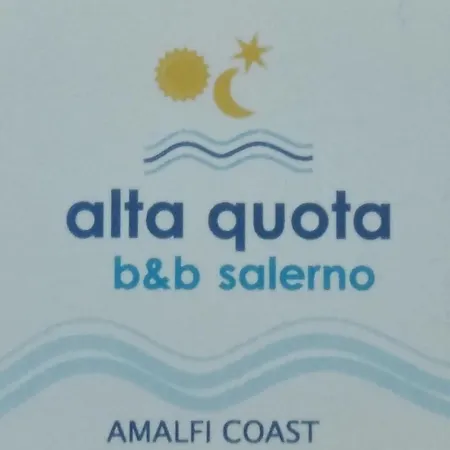 alta quota
b&b salerno
AMALFI COAST